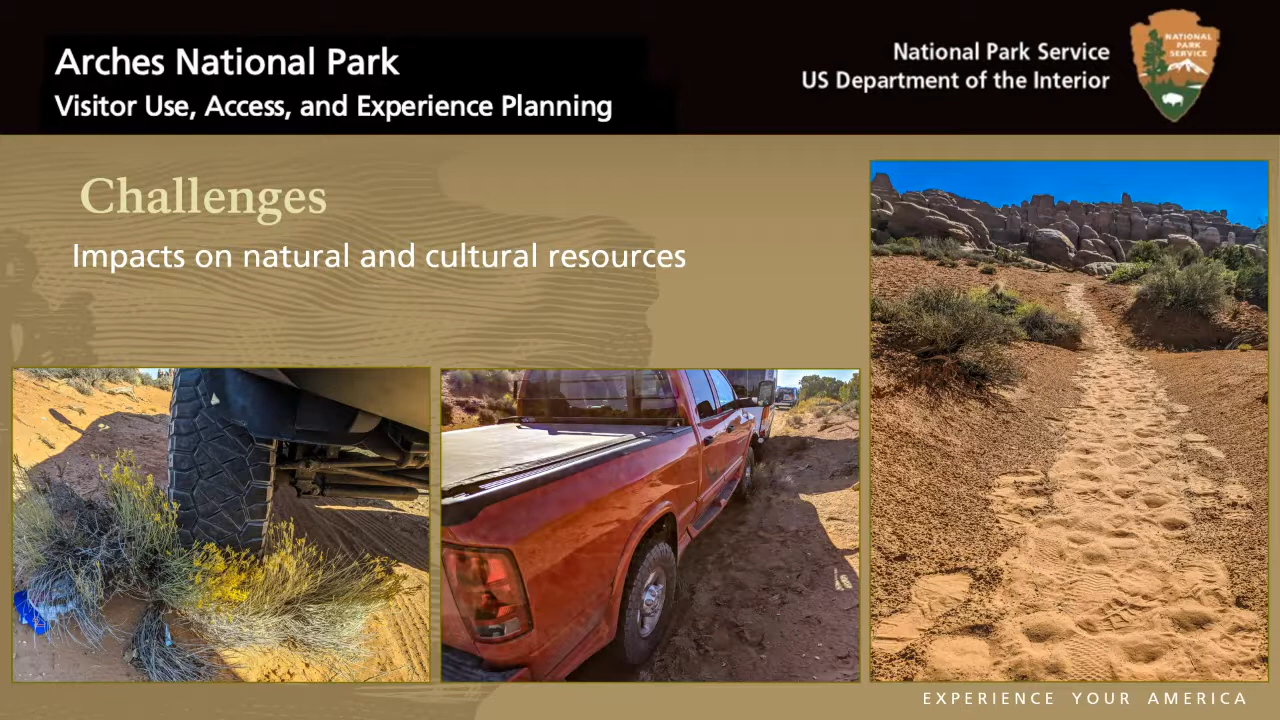 Arches National Park
Visitor Use, Access, and Experience Planning
National Park Service
US Department of the Interior
NATIONAL
PARK
SERVICE
Challenges
Impacts on natural and cultural resources
EXPERIENCE YOUR AMERICA